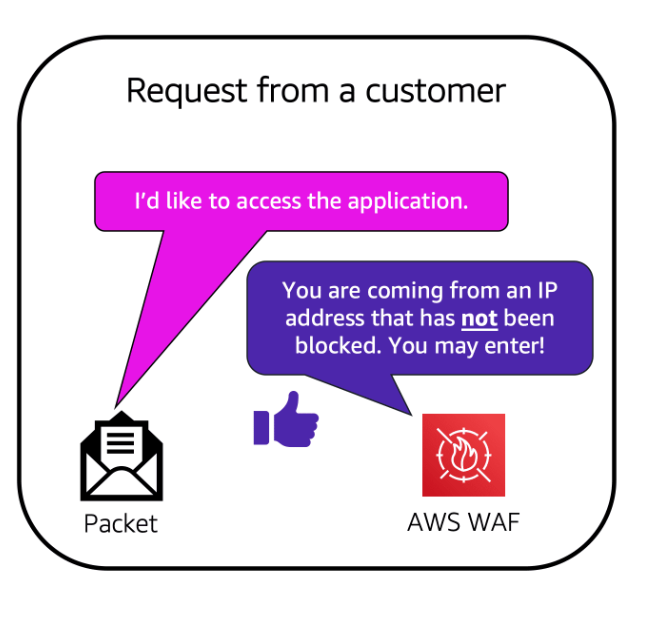 Request from a customer
I’d like to access the application.
You are coming from an IP
address that has not been
blocked. You may enter!
Packet
AWS WAF